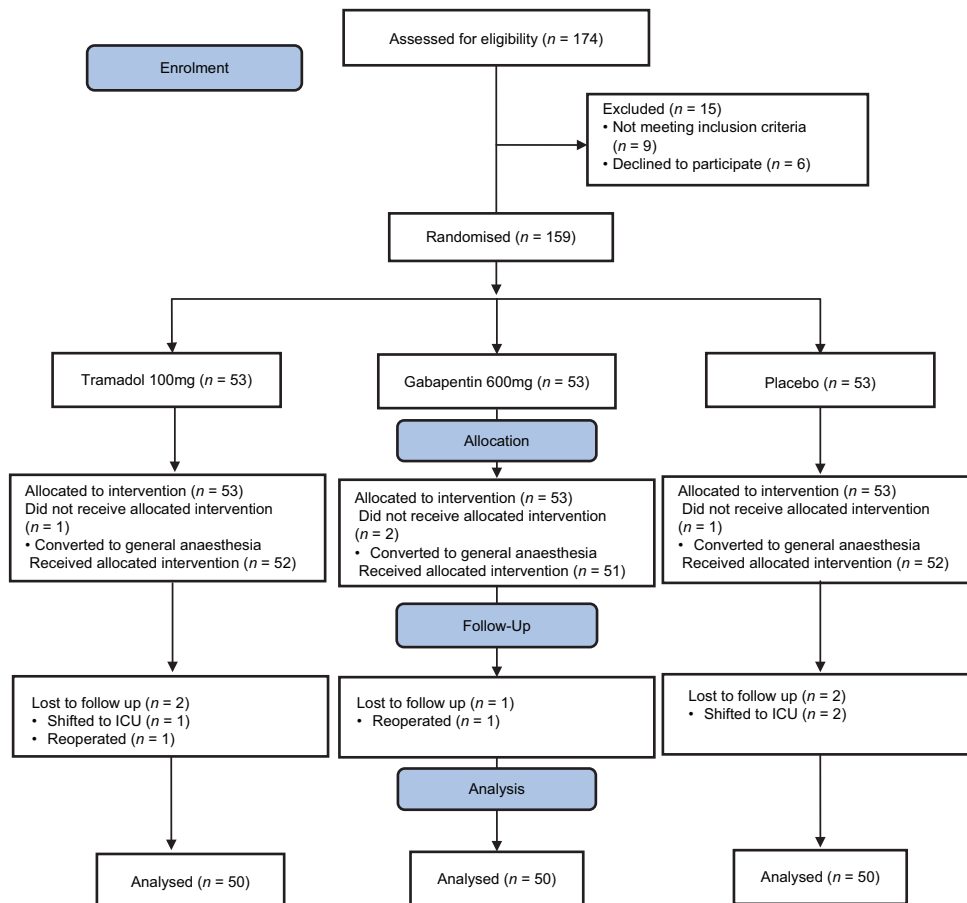 Assessed for eligibility (n = 174)
Enrolment
Excluded (n = 15)
• Not meeting inclusion criteria
(n = 9)
• Declined to participate (n = 6)
Randomised (n = 159)
Tramadol 100mg (n = 53)
Gabapentin 600mg (n = 53)
Placebo (n = 53)
Allocation
Allocated to intervention (n = 53)
Did not receive allocated intervention
(n = 1)
• Converted to general anaesthesia
Received allocated intervention (n = 52)
Allocated to intervention (n = 53)
Did not receive allocated intervention
(n = 2)
• Converted to general anaesthesia
Received allocated intervention (n = 51)
Allocated to intervention (n = 53)
Did not receive allocated intervention
(n = 1)
• Converted to general anaesthesia
Received allocated intervention (n = 52)
Follow-Up
Lost to follow up (n = 2)
• Shifted to ICU (n = 1)
• Reoperated (n = 1)
Lost to follow up (n = 1)
• Reoperated (n = 1)
Lost to follow up (n = 2)
• Shifted to ICU (n = 2)
Analysis
Analysed (n = 50)
Analysed (n = 50)
Analysed (n = 50)